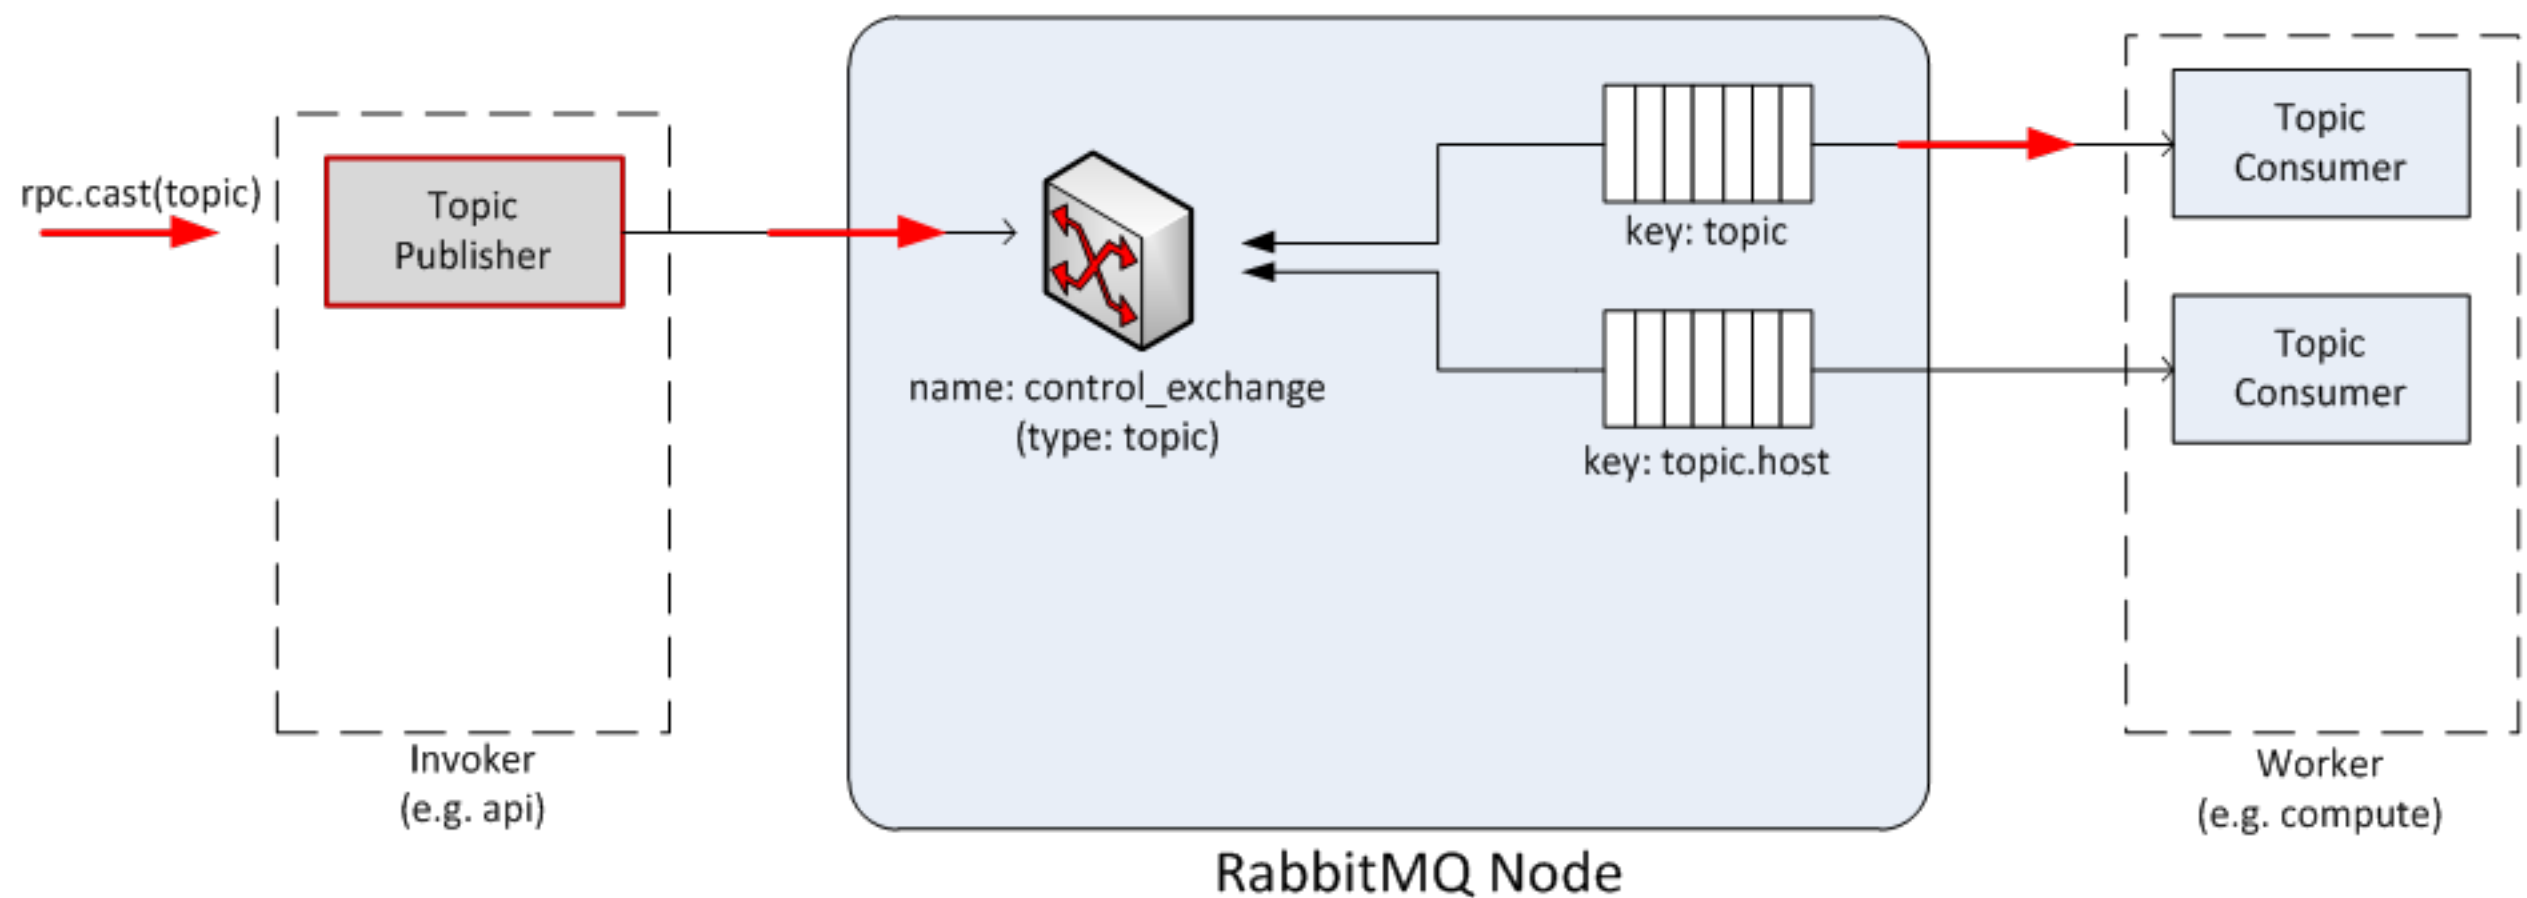 rpc.cast(topic)
Topic
Publisher
Invoker
(e.g. api)
name: control_exchange
(type: topic)
key: topic
key: topic.host
RabbitMQ Node
Topic
Consumer
Topic
Consumer
Worker
(e.g. compute)